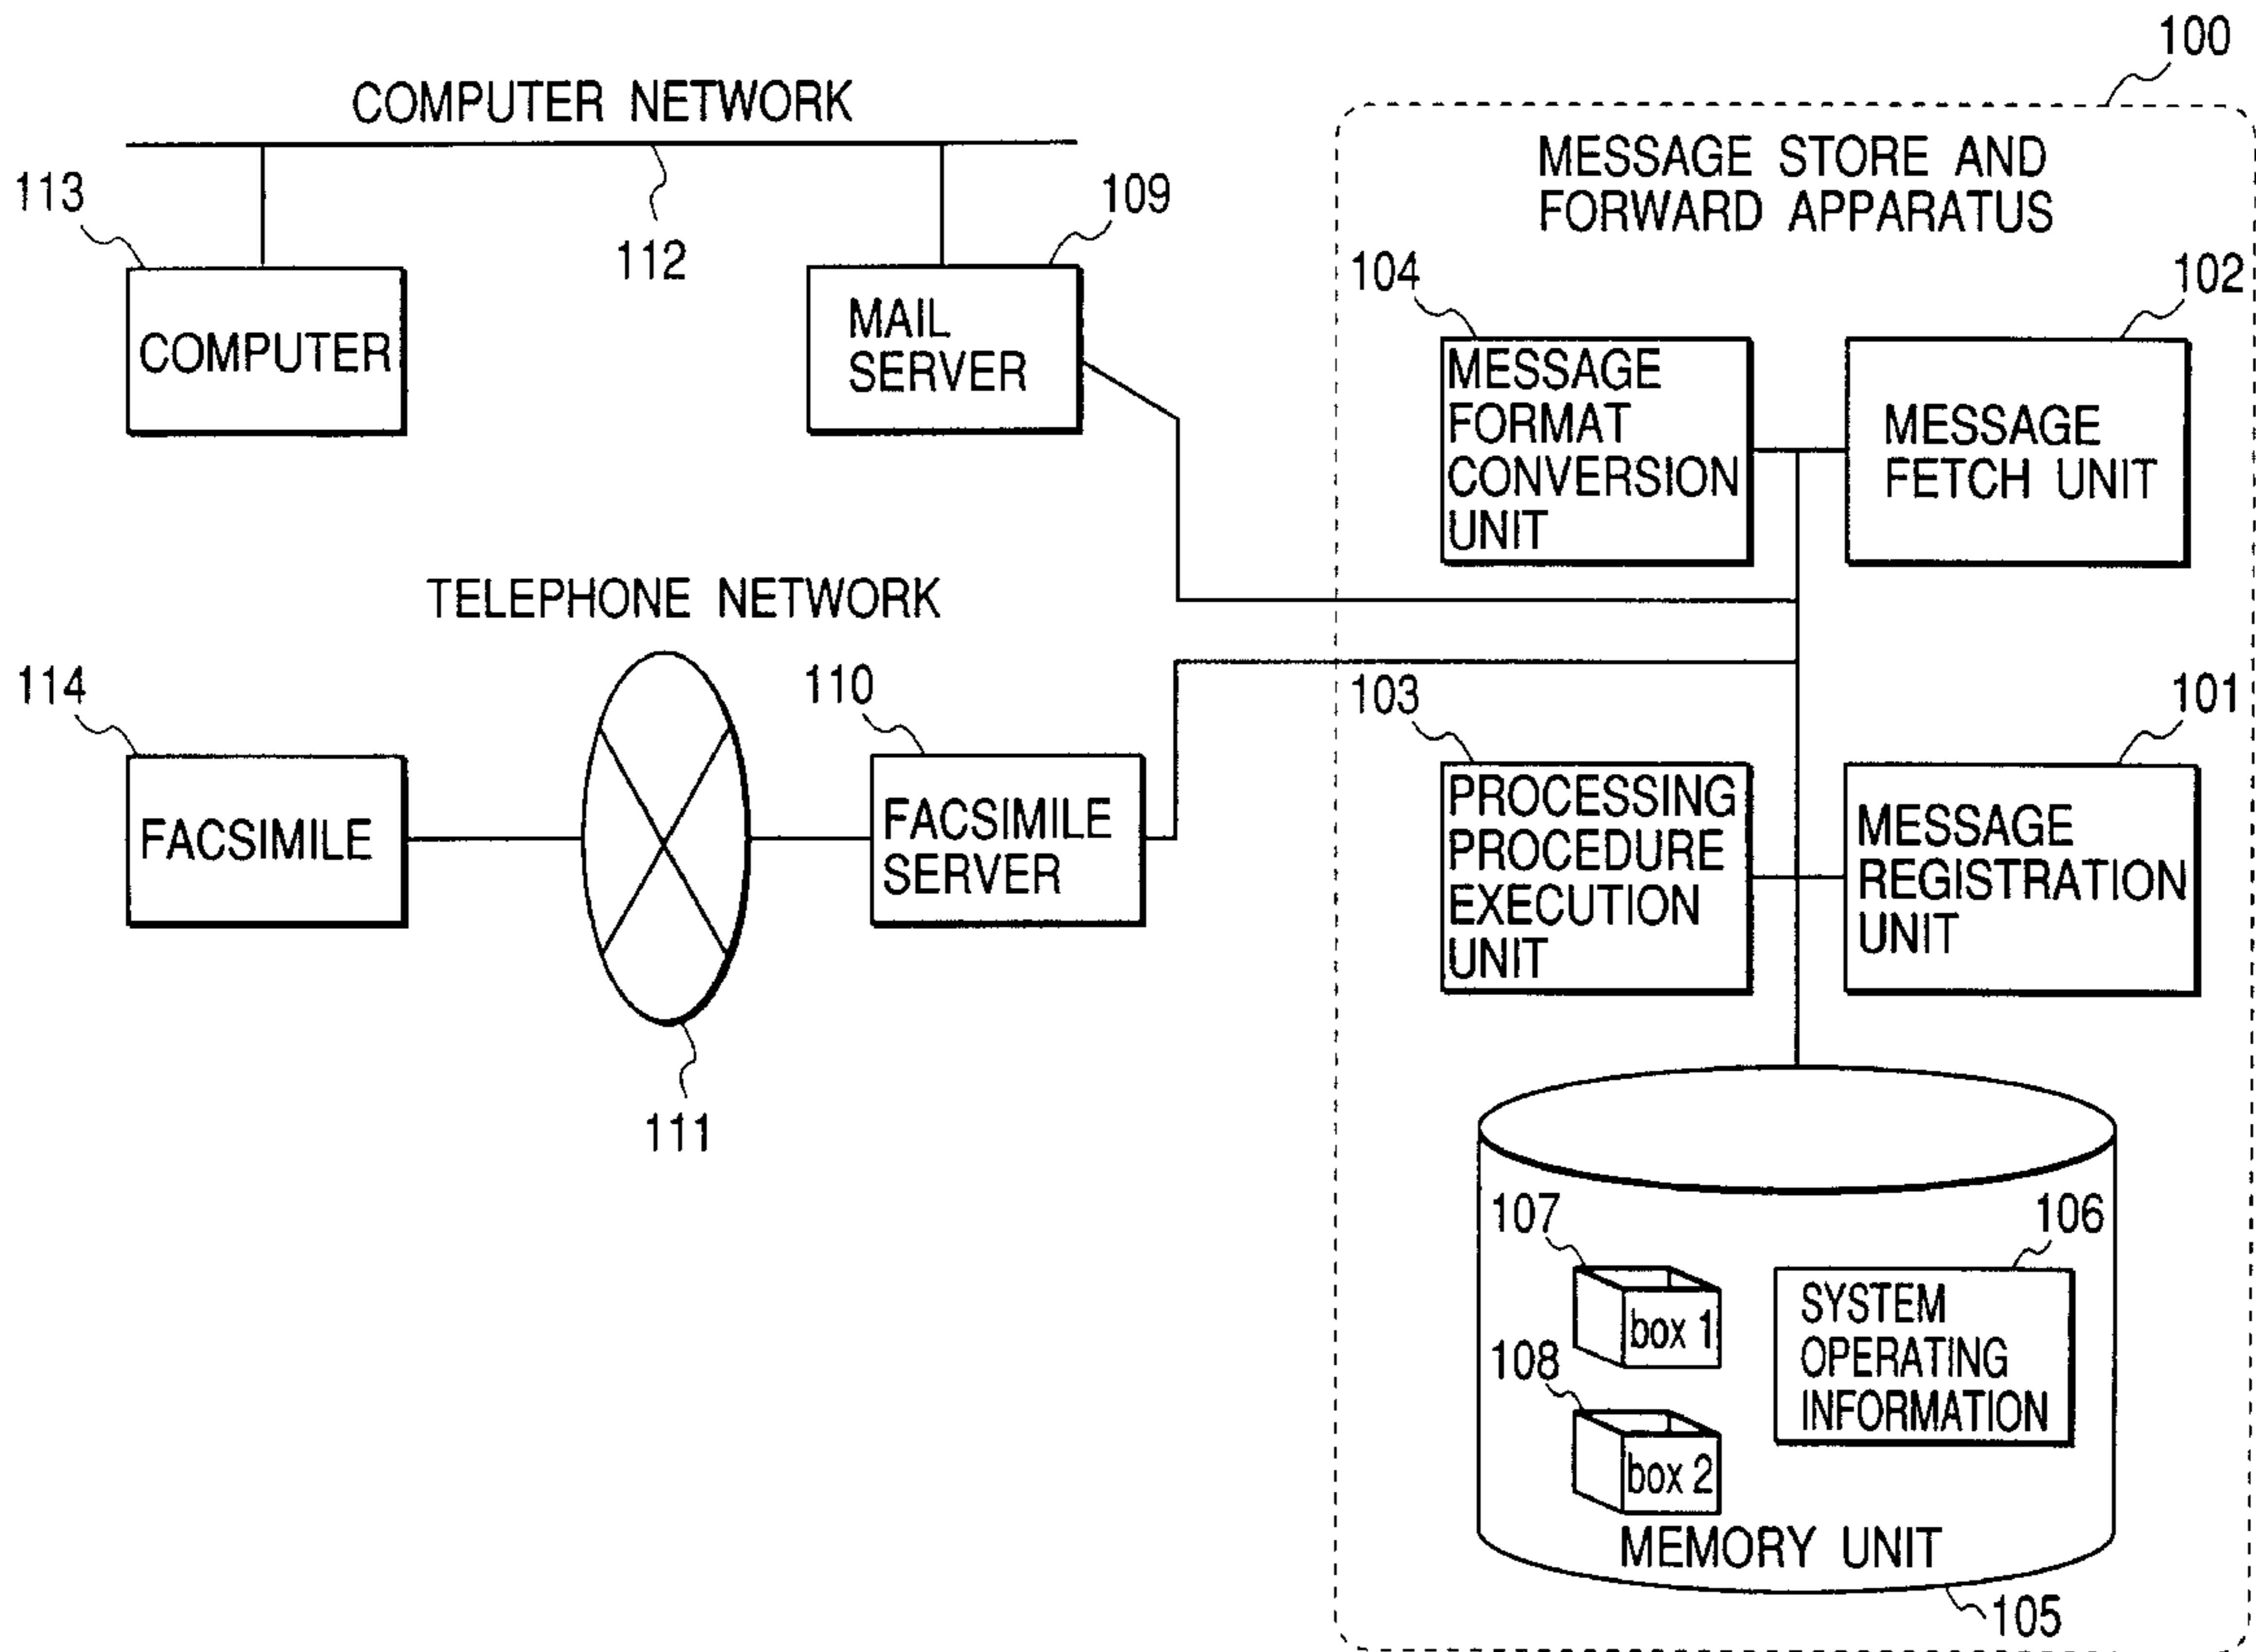 100
COMPUTER NETWORK
MESSAGE STORE AND
FORWARD APPARATUS
113
112
109
COMPUTER
MAIL
SERVER
104
102
MESSAGE
FORMAT
CONVERSION
UNIT
MESSAGE
FETCH UNIT
TELEPHONE NETWORK
114
110
111
FACSIMILE
FACSIMILE
SERVER
103
101
PROCESSING
PROCEDURE
EXECUTION
UNIT
MESSAGE
REGISTRATION
UNIT
107
106
box 1
108
box 2
SYSTEM
OPERATING
INFORMATION
MEMORY UNIT
105